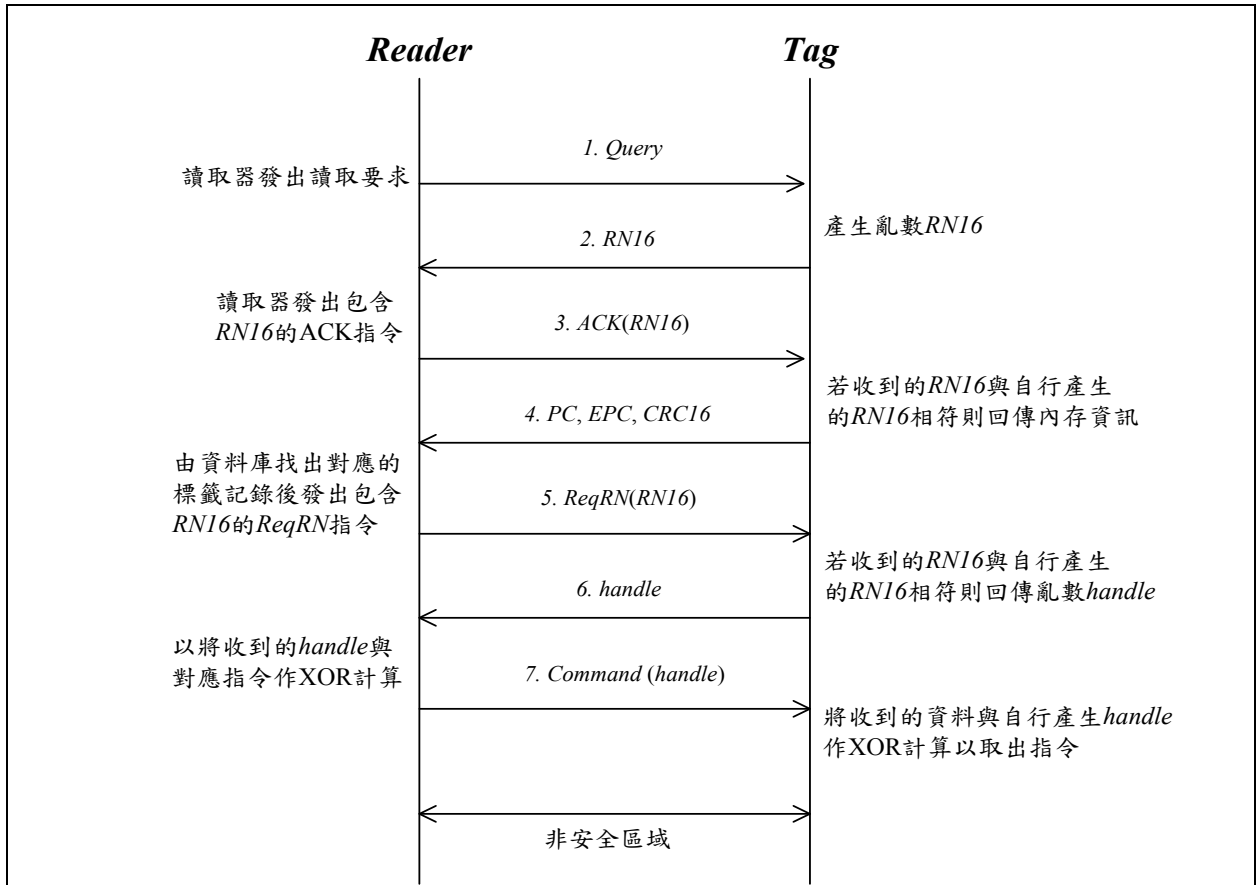 Reader
Tag
1. Query
讀取器發出讀取要求
產生亂數RN16
2. RN16
讀取器發出包含
RN16的ACK指令
3. ACK(RN16)
若收到的RN16與自行產生
的RN16相符則回傳內存資訊
4. PC, EPC, CRC16
由資料庫找出對應的
標籤記錄後發出包含
RN16的ReqRN指令
5. ReqRN(RN16)
若收到的RN16與自行產生
的RN16相符則回傳亂數handle
6. handle
以將收到的handle與
對應指令作XOR計算
7. Command (handle)
將收到的資料與自行產生handle
作XOR計算以取出指令
非安全區域